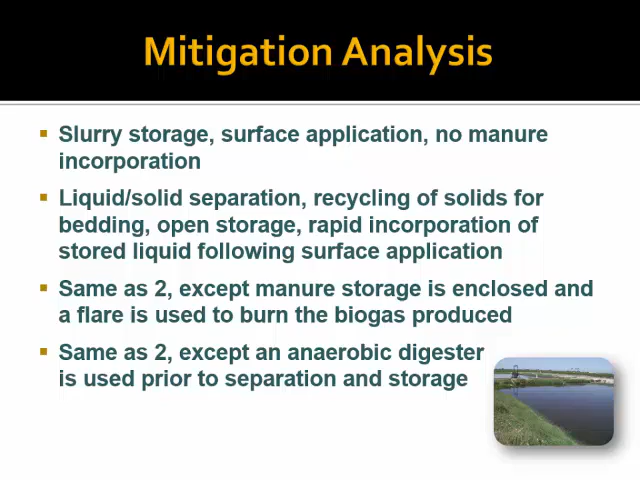 Mitigation Analysis
Slurry storage, surface application, no manure
incorporation
Liquid/solid separation, recycling of solids for
bedding, open storage, rapid incorporation of
stored liquid following surface application
Same as 2, except manure storage is enclosed and
a flare is used to burn the biogas produced
Same as 2, except an anaerobic digester
is used prior to separation and storage